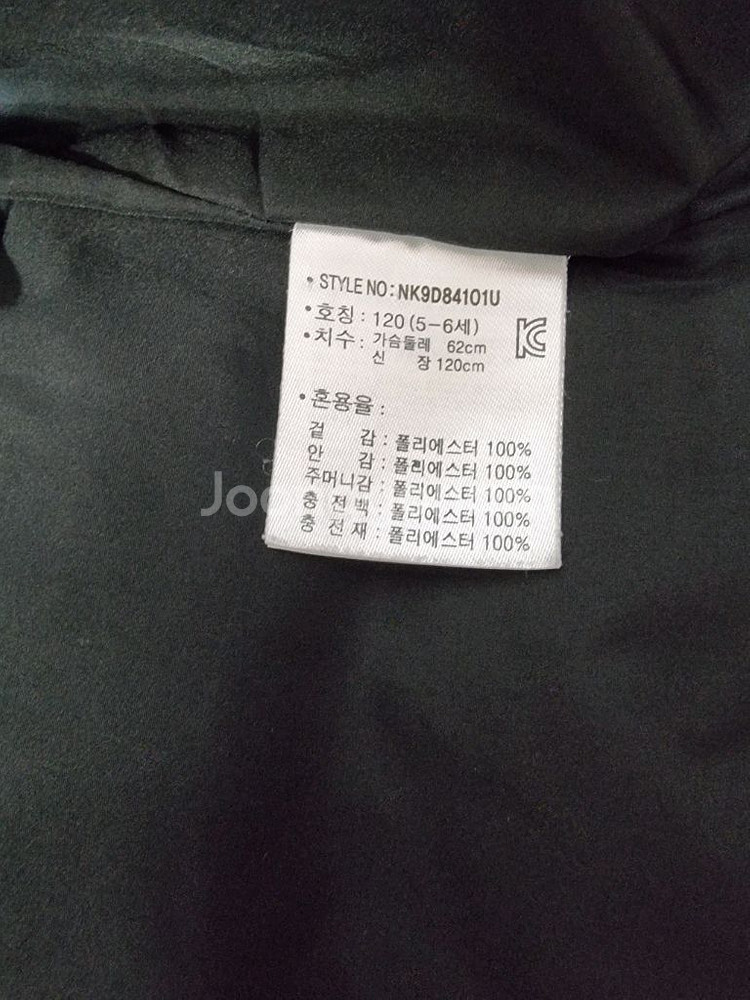 • STYLE NO : NK9D84101U
• 호칭 : 120 (5-6세)
• 치수 : 가슴둘레 62cm
신 장 120cm
• 혼용율 :
겉 감 : 폴리에스터 100%
안 감 : 폴리에스터 100%
주머니감 : 폴리에스터 100%
충 전 백 : 폴리에스터 100%
충 전 재 : 폴리에스터 100%